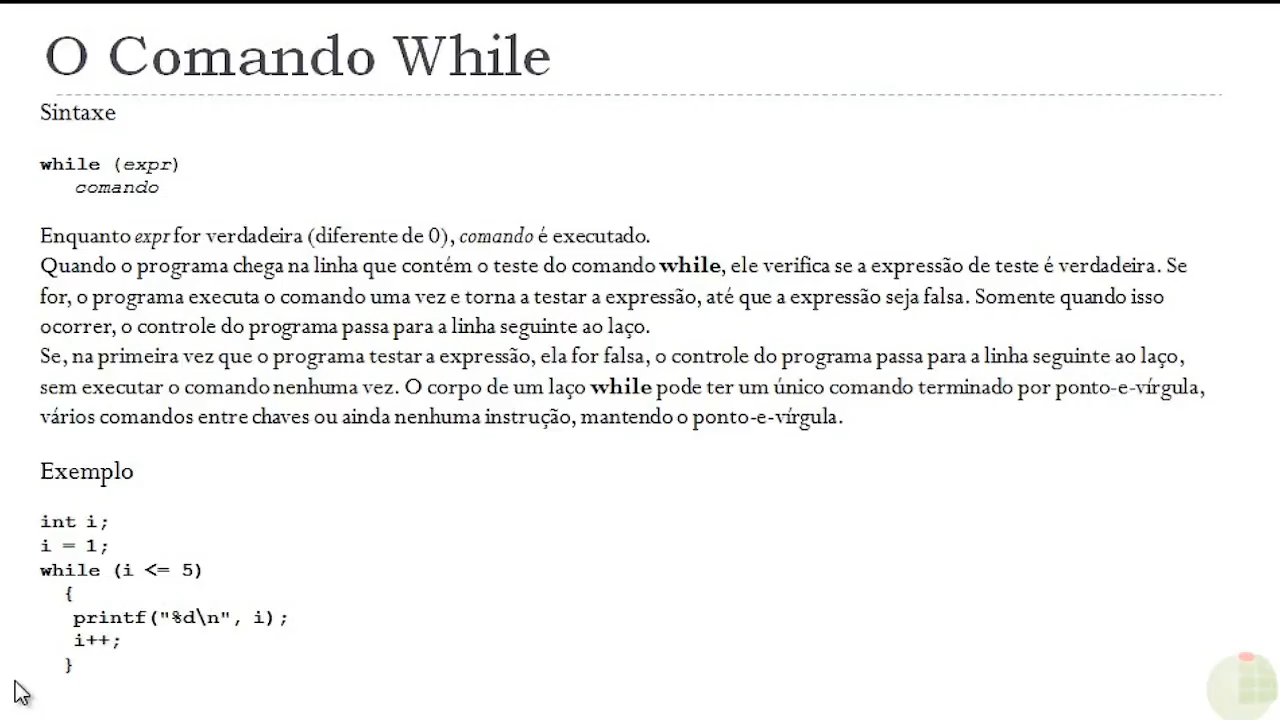 O Comando While
Sintaxe
while (expr)
comando
Enquanto expr for verdadeira (diferente de 0), comando é executado.
Quando o programa chega na linha que contém o teste do comando while, ele verifica se a expressão de teste é verdadeira. Se
for, o programa executa o comando uma vez e torna a testar a expressão, até que a expressão seja falsa. Somente quando isso
ocorrer, o controle do programa passa para a linha seguinte ao laço.
Se, na primeira vez que o programa testar a expressão, ela for falsa, o controle do programa passa para a linha seguinte ao laço,
sem executar o comando nenhuma vez. O corpo de um laço while pode ter um único comando terminado por ponto-e-vírgula,
vários comandos entre chaves ou ainda nenhuma instrução, mantendo o ponto-e-vírgula.
Exemplo
int i;
i = 1;
while (i <= 5)
{
printf("%d\n", i);
i++;
}